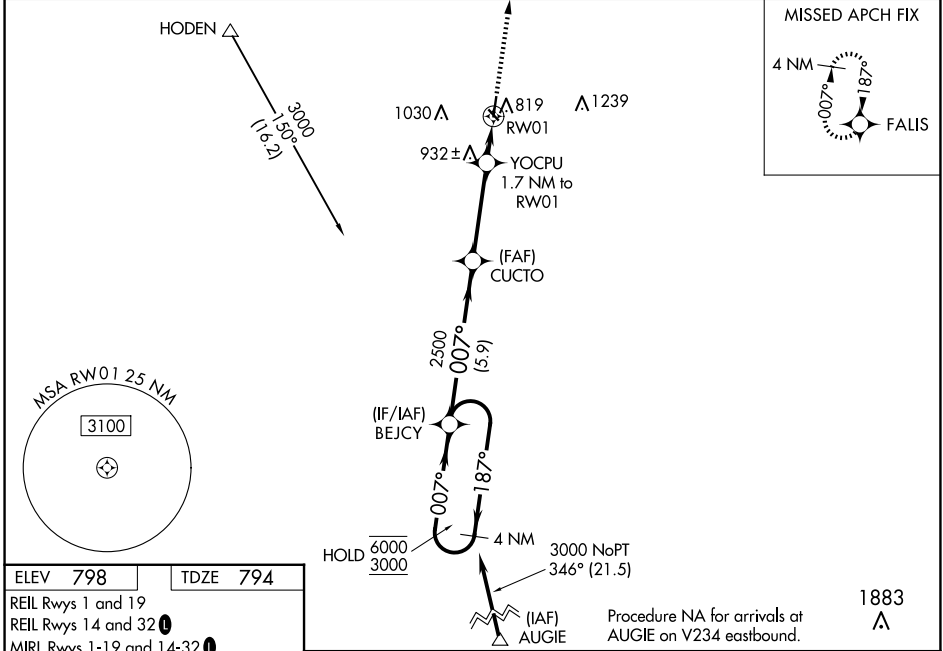 HODEN
3000
150°
(16.2)
1030
819
1239
RW01
932±
YOCPU
1.7 NM to
RW01
(FAF)
CUCTO
2500
007°
(5.9)
(IF/IAF)
BEJCY
007°
187°
HOLD
6000
3000
4 NM
3000 NoPT
346° (21.5)
(IAF)
AUGIE
Procedure NA for arrivals at
AUGIE on V234 eastbound.
1883
MISSED APCH FIX
4 NM
007°
187°
FALIS
MSA RW01 25 NM
3100
ELEV 798
TDZE 794
REIL Rwys 1 and 19
REIL Rwys 14 and 32 L
MIRL Rwys 1-19 and 14-32 L